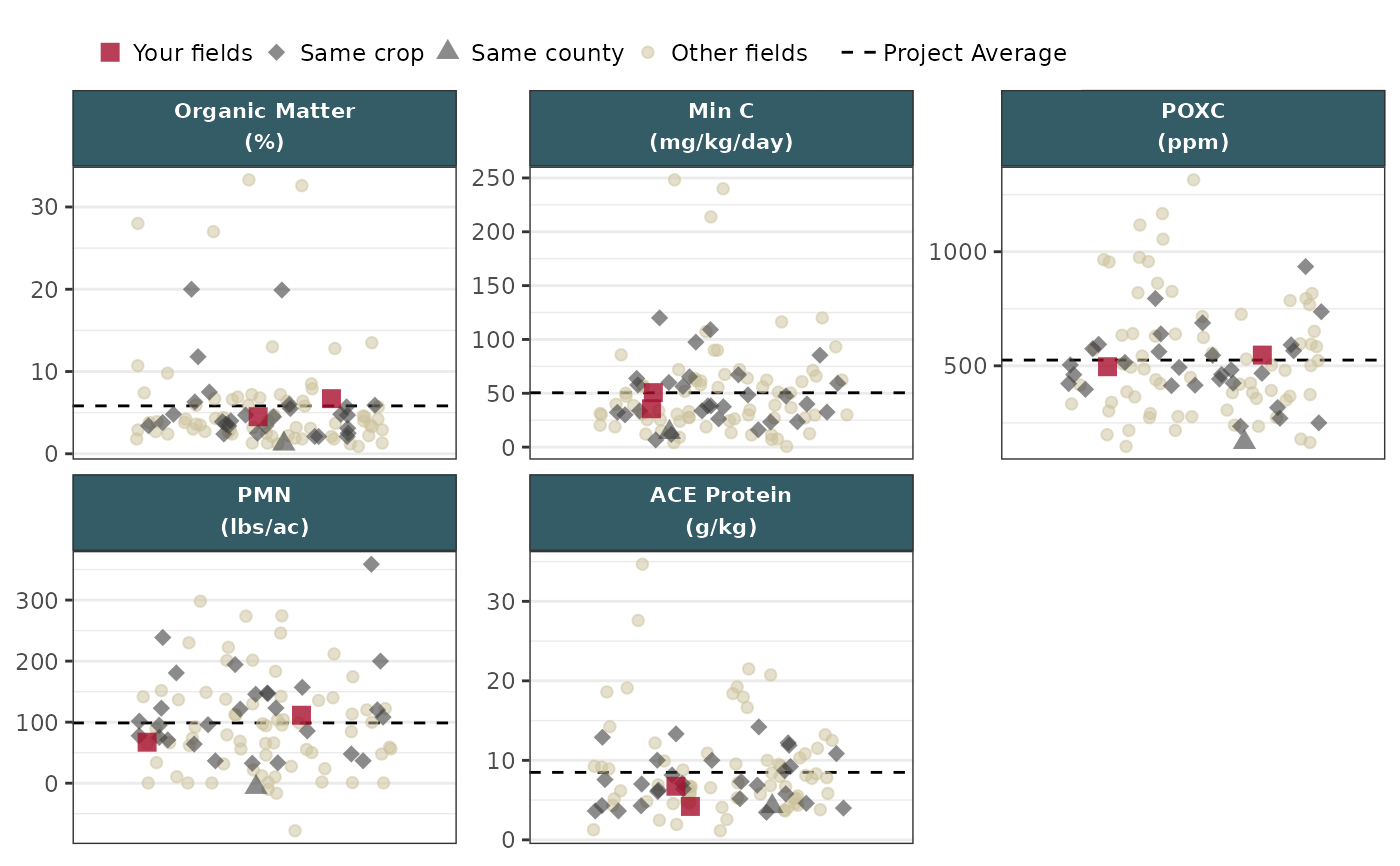 Your fields Same crop Same county Other fields Project Average
Organic Matter
(%)
30
20
10
0
Min C
(mg/kg/day)
250
200
150
100
50
0
POXC
(ppm)
1000
500
PMN
(lbs/ac)
300
200
100
0
ACE Protein
(g/kg)
30
20
10
0